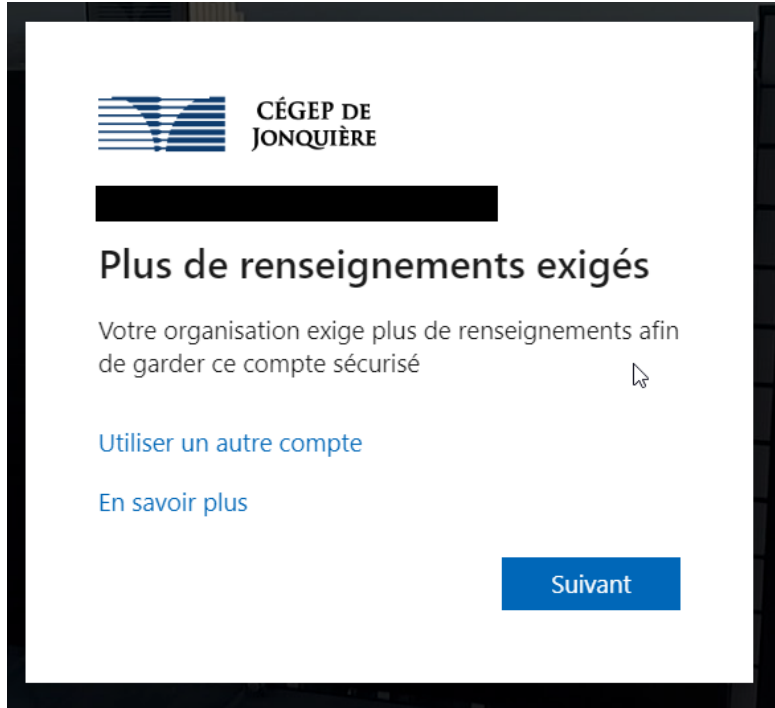 CÉGEP DE
JONQUIÈRE
Plus de renseignements exigés
Votre organisation exige plus de renseignements afin
de garder ce compte sécurisé
Utiliser un autre compte
En savoir plus
Suivant